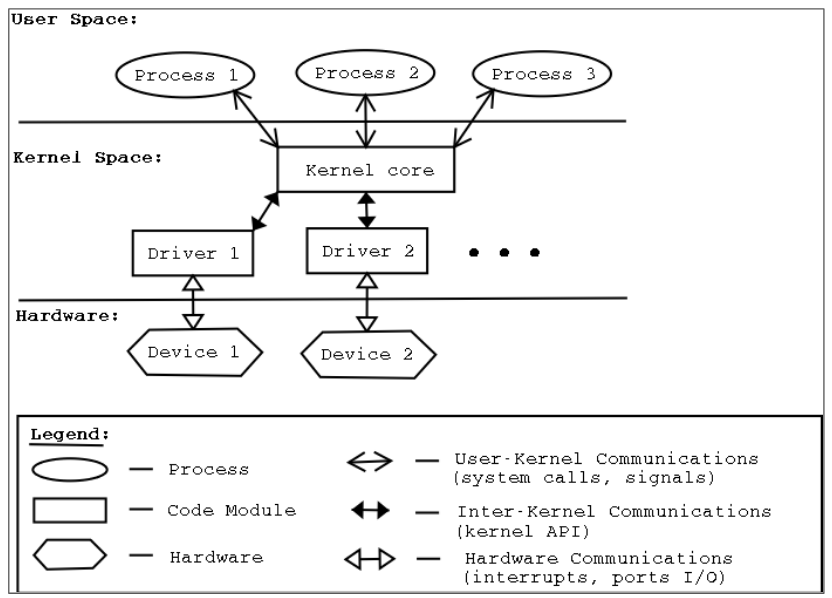 User Space:
Process 1 Process 2 Process 3
Kernel Space:
Kernel core
Driver 1 Driver 2
Hardware:
Device 1 Device 2
Legend:
— Process
— Code Module
— Hardware
— User-Kernel Communications
(system calls, signals)
— Inter-Kernel Communications
(kernel API)
— Hardware Communications
(interrupts, ports I/O)